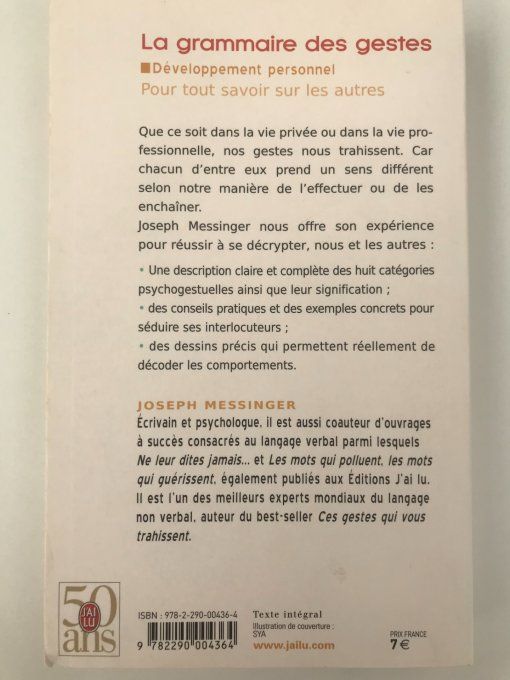 La grammaire des gestes
■Développement personnel
Pour tout savoir sur les autres
Que ce soit dans la vie privée ou dans la vie pro-
fessionnelle, nos gestes nous trahissent. Car
chacun d'entre eux prend un sens différent
selon notre manière de l'effectuer ou de les
enchaîner.
Joseph Messinger nous offre son expérience
pour réussir à se décrypter, nous et les autres :
• Une description claire et complète des huit catégories
psychogestuelles ainsi que leur signification ;
• des conseils pratiques et des exemples concrets pour
séduire ses interlocuteurs ;
• des dessins précis qui permettent réellement de
décoder les comportements.
JOSEPH MESSINGER
Écrivain et psychologue, il est aussi coauteur d'ouvrages
à succès consacrés au langage verbal parmi lesquels
Ne leur dites jamais... et Les mots qui polluent, les mots
qui guérissent, également publiés aux Éditions J'ai lu.
Il est l'un des meilleurs experts mondiaux du langage
non verbal, auteur du best-seller Ces gestes qui vous
trahissent.
50
J'AI
LU
ans
ISBN : 978-2-290-00436-4
9 782290 004364
Texte intégral
Illustration de couverture :
SYA
www.jailu.com
PRIX FRANCE
7 €